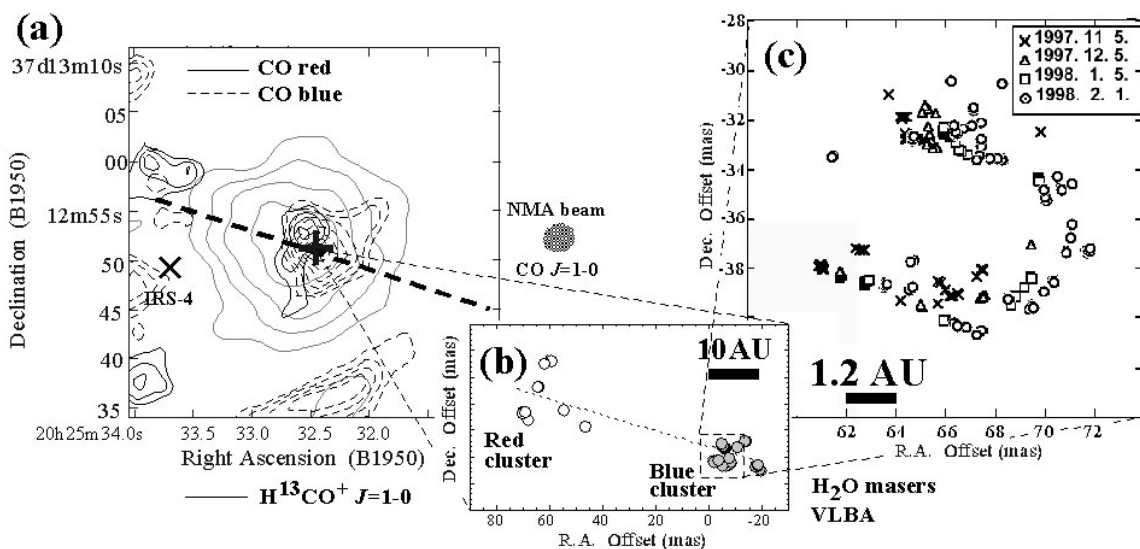 (a)
CO red
CO blue
37d13m10s
05
00
12m55s
50
45
40
35
Declination (B1950)
IRS-4
20h25m34.0s
33.5
33.0
32.5
32.0
Right Ascension (B1950)
H13CO+ J=1-0
NMA beam
CO J=1-0
(b)
10 AU
Red
cluster
Blue
cluster
Dec. Offset (mas)
80
60
40
20
0
-20
R.A. Offset (mas)
H2O masers
VLBA
(c)
1997. 11 5.
1997. 12. 5.
1998. 1. 5.
1998. 2. 1.
-28
-30
-32
-34
-36
-38
Dec. Offset (mas)
1.2 AU
62
64
66
68
70
72
R.A. Offset (mas)